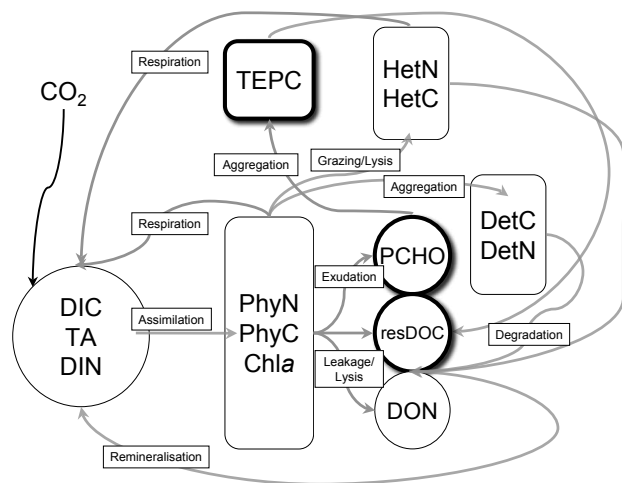 Respiration
TEPC
HetN
HetC
CO₂
Aggregation
Grazing/Lysis
Aggregation
Respiration
DetC
DetN
PCHO
Exudation
DIC
TA
DIN
Assimilation
PhyN
PhyC
Chla
resDOC
Degradation
Leakage/
Lysis
DON
Remineralisation